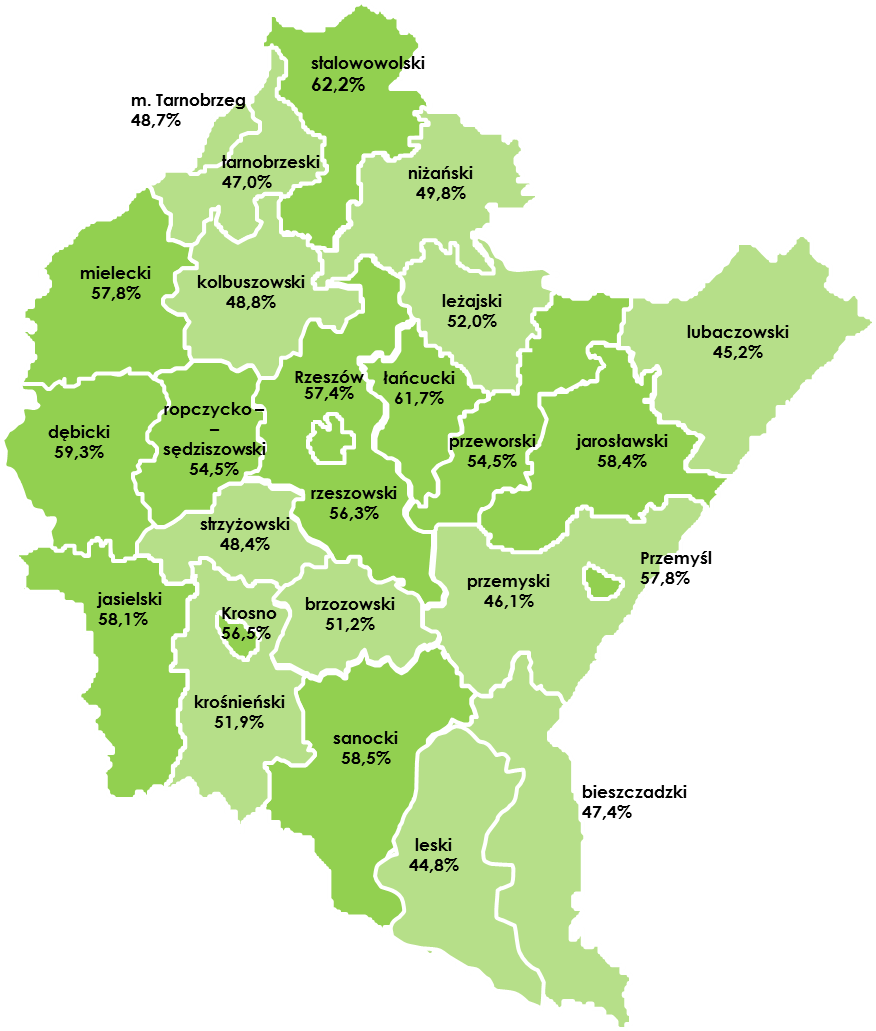 stalowowolski
62,2%
m. Tarnobrzeg
48,7%
tarnobrzeski
47,0%
niżański
49,8%
mielecki
57,8%
kolbuszowski
48,8%
leżajski
52,0%
lubaczowski
45,2%
Rzeszów
57,4%
łańcucki
61,7%
ropczycko –
–
sędziszowski
54,5%
dębicki
59,3%
przeworski
54,5%
jarosławski
58,4%
rzeszowski
56,3%
strzyżowski
48,4%
Przemyśl
57,8%
przemyski
46,1%
jasielski
58,1%
Krosno
56,5%
brzozowski
51,2%
krośnieński
51,9%
sanocki
58,5%
bieszczadzki
47,4%
leski
44,8%